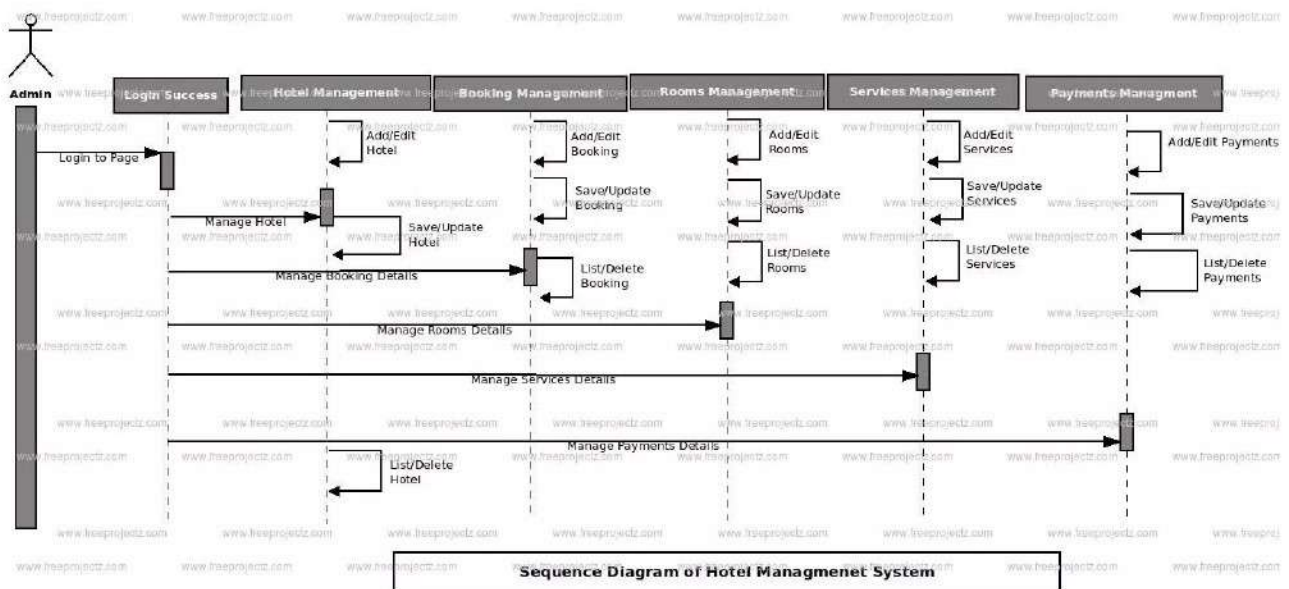 Admin
Login Success
Hotel Management
Booking Management
Rooms Management
Services Management
Payments Managment
Login to Page
Add/Edit
Hotel
Add/Edit
Booking
Add/Edit
Rooms
Add/Edit
Services
Add/Edit Payments
Manage Hotel
Save/Update
Hotel
Save/Update
Booking
Save/Update
Rooms
Save/Update
Services
Save/Update
Payments
Manage Booking Details
List/Delete
Booking
List/Delete
Rooms
List/Delete
Services
List/Delete
Payments
Manage Rooms Details
Manage Services Details
Manage Payments Details
List/Delete
Hotel
Sequence Diagram of Hotel Managmenet System
www.freeprojectz.com